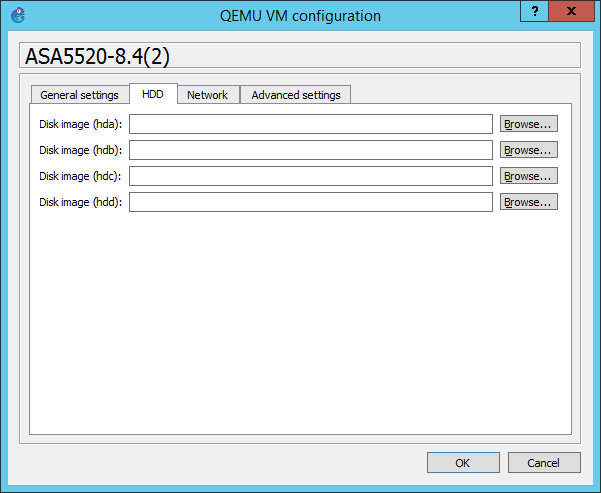 QEMU VM configuration
? x
ASA5520-8.4(2)
General settings HDD Network Advanced settings
Disk image (hda): Browse...
Disk image (hdb): Browse...
Disk image (hdc): Browse...
Disk image (hdd): Browse...
OK Cancel